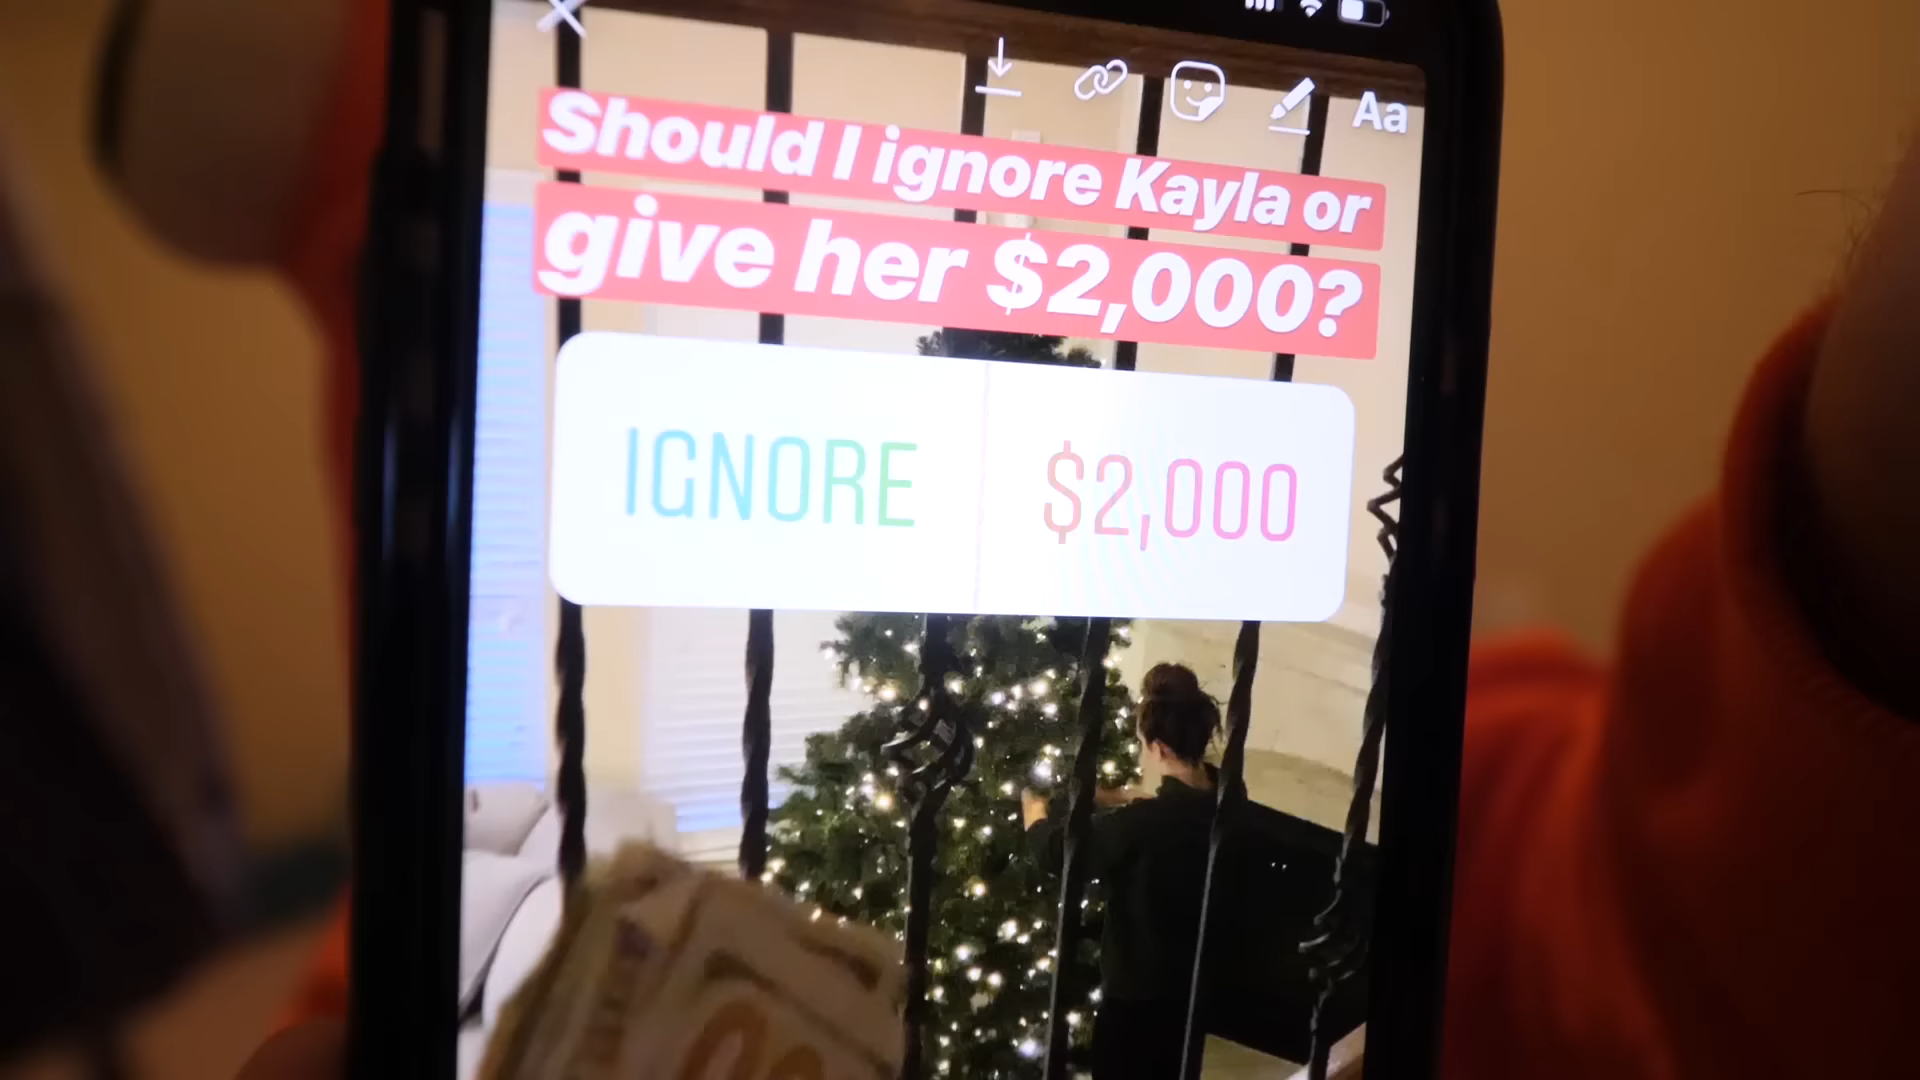 Aa
Should I ignore Kayla or
give her $2,000?
IGNORE $2,000